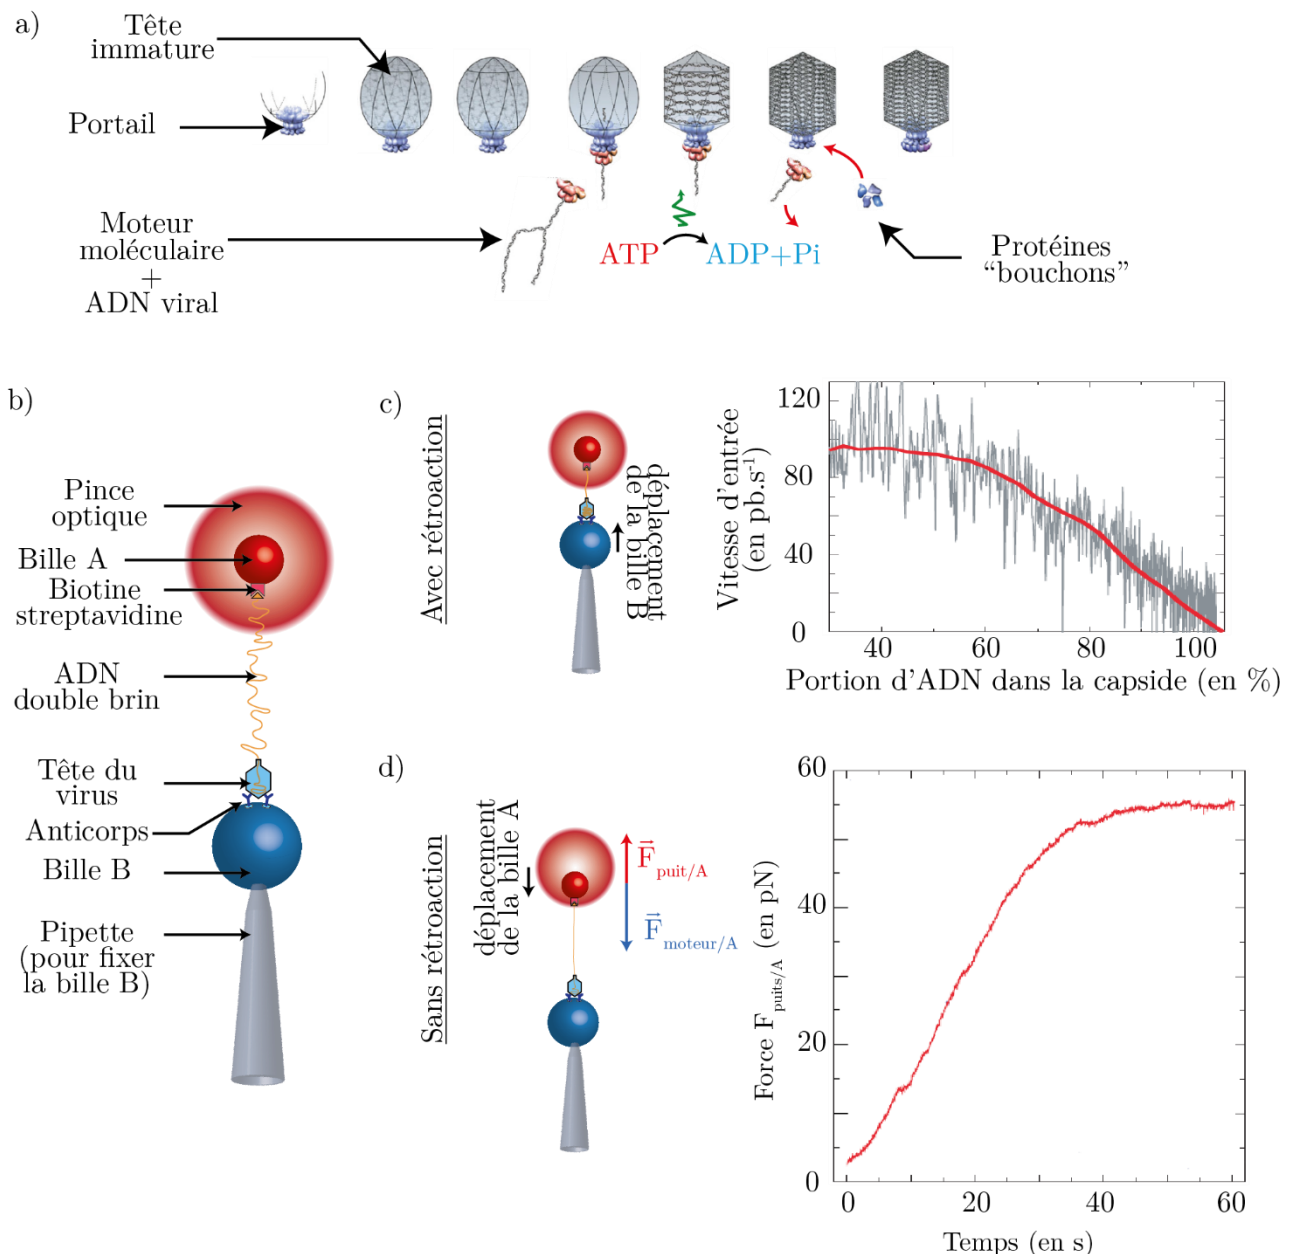 a)
Tête
immature
Portail
Moteur
moléculaire
+
ADN viral
ATP
ADP+Pi
Protéines
“bouchons”
b)
Pince
optique
Bille A
Biotine
streptavidine
ADN
double brin
Tête du
virus
Anticorps
Bille B
Pipette
(pour fixer
la bille B)
c)
Avec rétroaction
déplacement
de la bille B
Vitesse d'entrée
(en pb.s-1)
120
80
40
0
40
60
80
100
Portion d'ADN dans la capside (en %)
d)
Sans rétroaction
déplacement
de la bille A
F puit/A
F moteur/A
Force F puits/A (en pN)
60
40
20
0
0
20
40
60
Temps (en s)